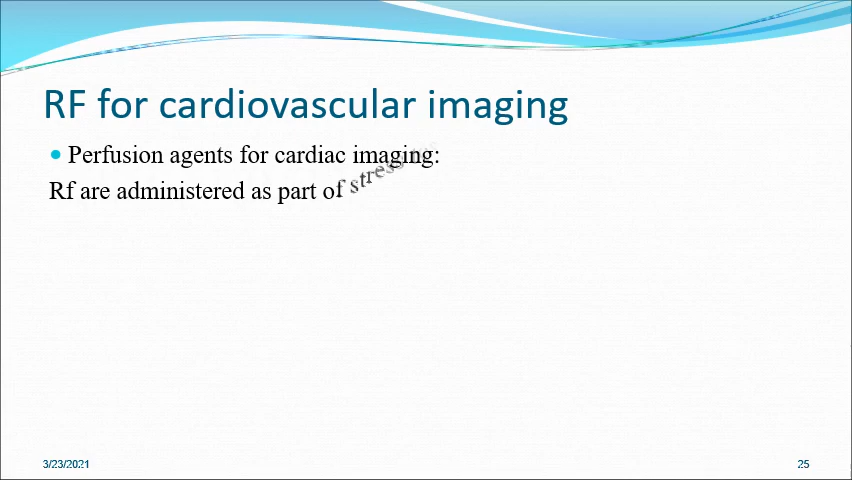 RF for cardiovascular imaging
Perfusion agents for cardiac imaging:
Rf are administered as part of stress
3/23/2021
25